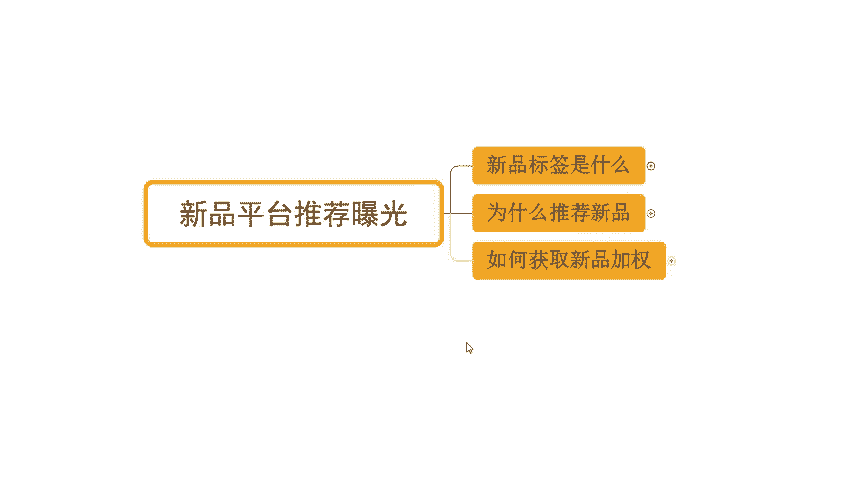 新品平台推荐曝光
新品标签是什么
为什么推荐新品
如何获取新品加权